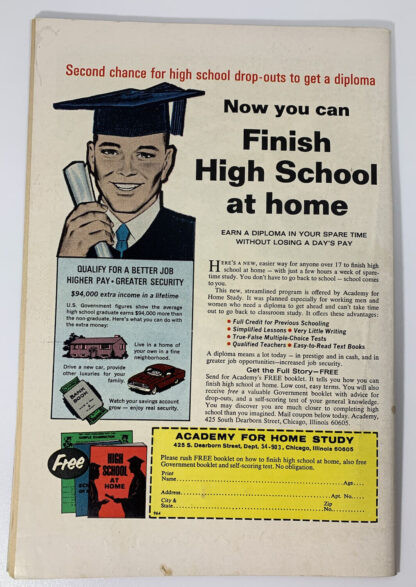 Second chance for high school drop-outs to get a diploma
Now you can
Finish
High School
at home
EARN A DIPLOMA IN YOUR SPARE TIME
WITHOUT LOSING A DAY'S PAY
HERE'S A NEW, easier way for anyone over 17 to finish high
school at home — with just a few hours a week of spare-
time study. You don't have to go back to school – school comes
to you.
This new, streamlined program is offered by Academy for
Home Study. It was planned especially for working men and
women who need a diploma to get ahead and can't take time
out to go back to classroom study. It offers these advantages:
• Full Credit for Previous Schooling
• Simplified Lessons • Very Little Writing
• True-False Multiple-Choice Tests
• Qualified Teachers • Easy-to-Read Text Books
A diploma means a lot today – in prestige and in cash, and in
greater job opportunities—increased job security.
Get the Full Story—FREE
Send for Academy's FREE booklet. It tells you how you can
finish high school at home. Low cost, easy terms. You will also
receive free a valuable Government booklet with advice for
drop-outs, and a self-scoring test of your general knowledge.
You may discover you are much closer to completing high
school than you imagined. Mail coupon below today. Academy,
425 South Dearborn Street, Chicago, Illinois 60605.
QUALIFY FOR A BETTER JOB
HIGHER PAY • GREATER SECURITY
$94,000 extra income in a lifetime
U.S. Government figures show the average
high school graduate earns $94,000 more than
the non-graduate. Here's what you can do with
the extra money:
Live in a home of
your own in a fine
neighborhood.
Drive a new car, provide
other luxuries for your
family.
BANK
BOOK
Watch your savings account
grow — enjoy real security.
Free
SAMPLE EXAMINATION
HIGH
SCHOOL
AT
HOME
ACADEMY FOR HOME STUDY
425 S. Dearborn Street, Dept. 34-903, Chicago, Illinois 60605
Please rush FREE booklet on how to finish high school at home, also free
Government booklet and self-scoring test. No obligation.
Print
Name Age
Address Apt. No.
City & Zip
State No.
964